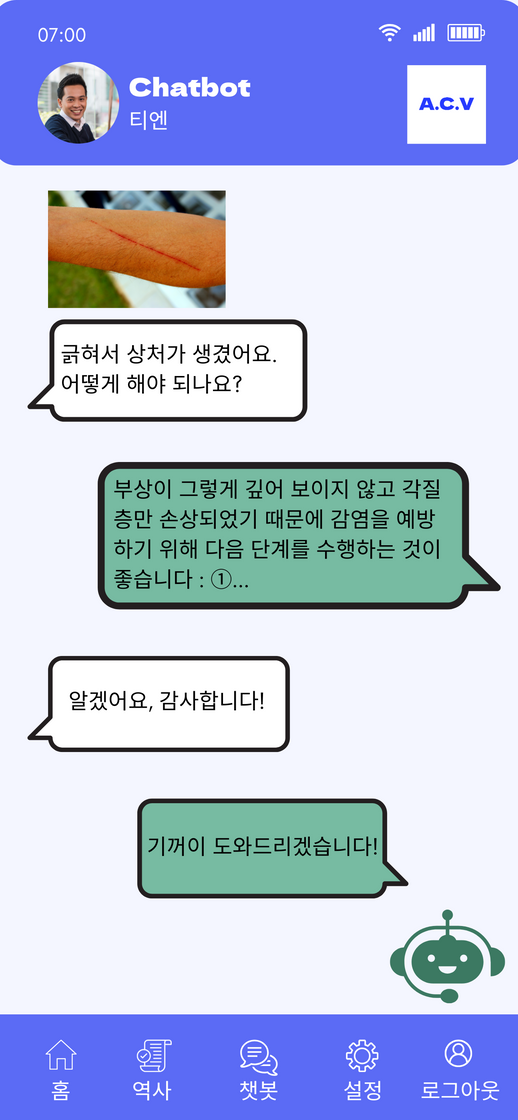 07:00
Chatbot
티엔
A.C.V
긁혀서 상처가 생겼어요.
어떻게 해야 되나요?
부상이 그렇게 깊어 보이지 않고 각질
층만 손상되었기 때문에 감염을 예방
하기 위해 다음 단계를 수행하는 것이
좋습니다 : ①...
알겠어요, 감사합니다!
기꺼이 도와드리겠습니다!
홈
역사
챗봇
설정
로그아웃